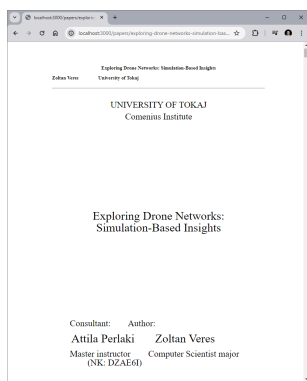 localhost:3000/papers/explorin
localhost:3000/papers/exploring-drone-networks-simulation-bas...
Exploring Drone Networks: Simulation-Based Insights
Zoltan Veres University of Tokaj
UNIVERSITY OF TOKAJ
Comenius Institute
Exploring Drone Networks:
Simulation-Based Insights
Consultant: Author:
Attila Perlaki Zoltan Veres
Master instructor Computer Scientist major
(NK: DZAE6I)